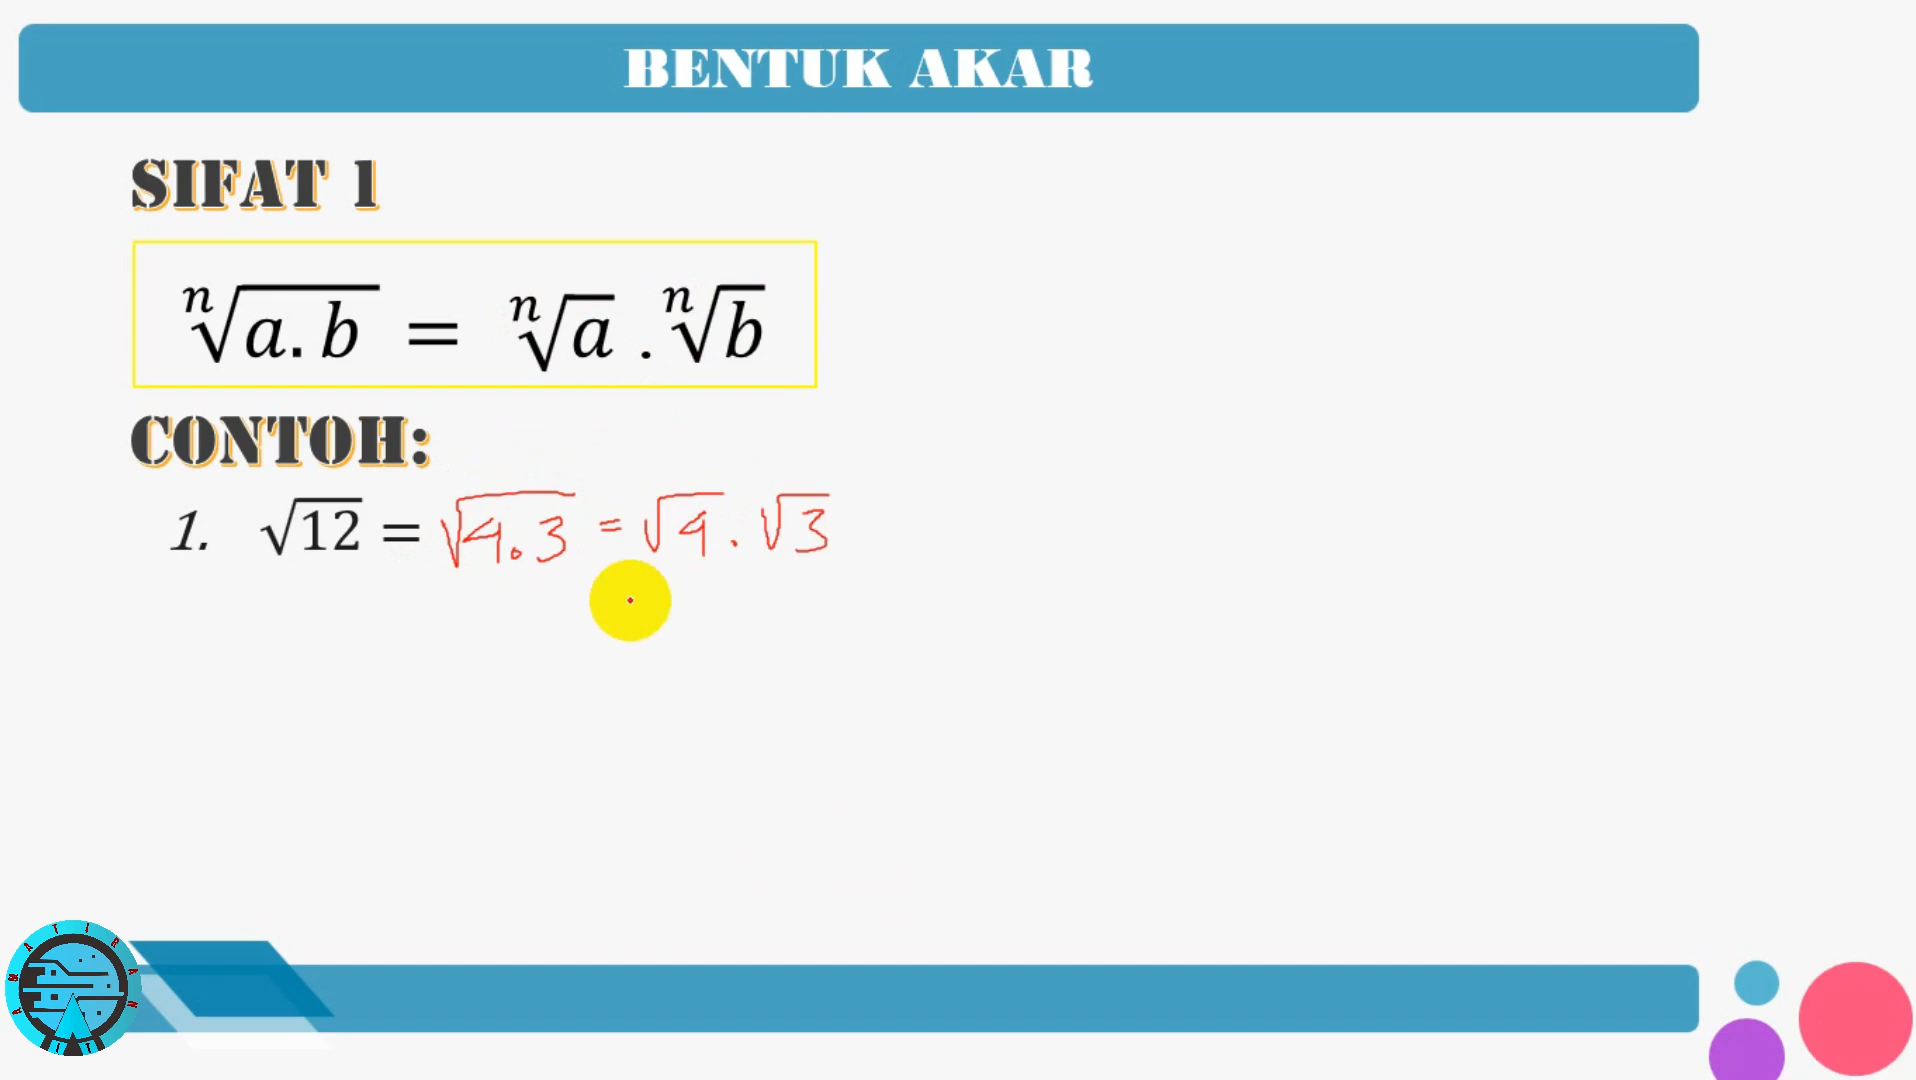 BENTUK AKAR
SIFAT 1
ⁿ√a.b = ⁿ√a . ⁿ√b
CONTOH:
1. √12 = √4.3 = √4 . √3